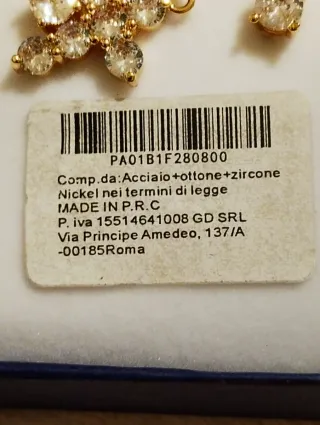 PA01B1F280800
Comp.da:Acciaio+ottone+zircone
Nickel nei termini di legge
MADE IN P.R.C
P. iva 15514641008 GD SRL
Via Principe Amedeo, 137/A
-00185Roma